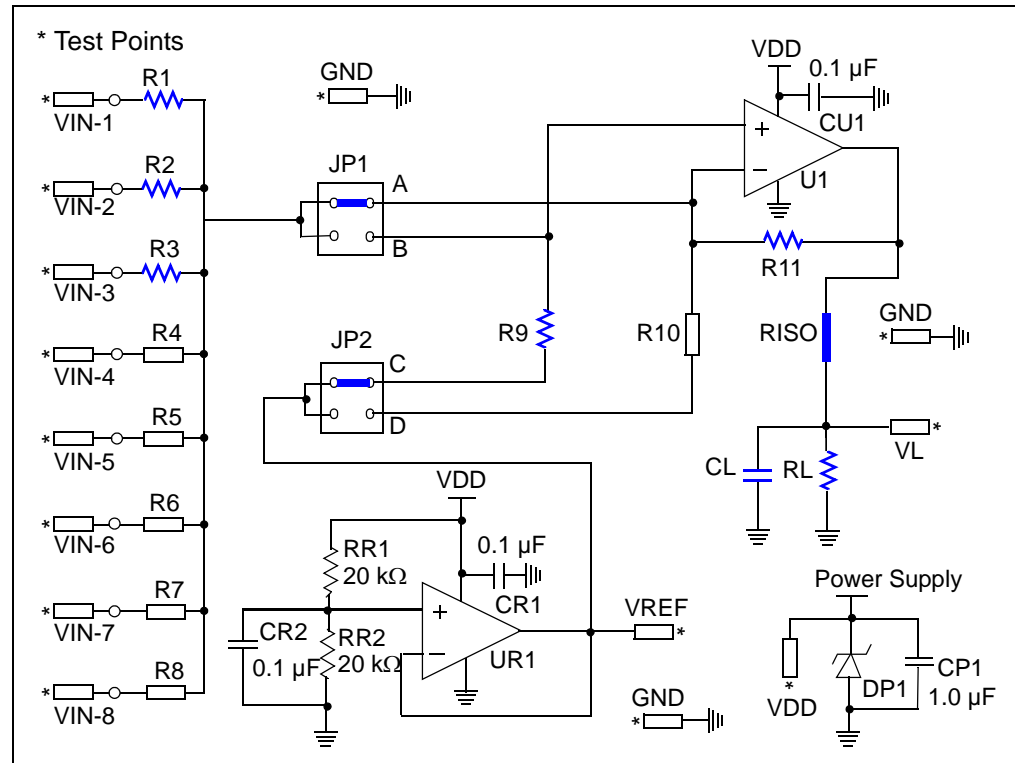 * Test Points
R1
* VIN-1
R2
* VIN-2
R3
* VIN-3
R4
* VIN-4
R5
* VIN-5
R6
* VIN-6
R7
* VIN-7
R8
* VIN-8
GND
*
JP1
A
B
JP2
C
D
VDD
0.1 µF
CU1
+
−
U1
R11
R9
R10
RISO
GND
*
CL
RL
VL
*
VDD
RR1
20 kΩ
0.1 µF
CR1
CR2
0.1 µF
RR2
20 kΩ
+
−
UR1
VREF
*
GND
*
Power Supply
*
VDD
DP1
CP1
1.0 µF